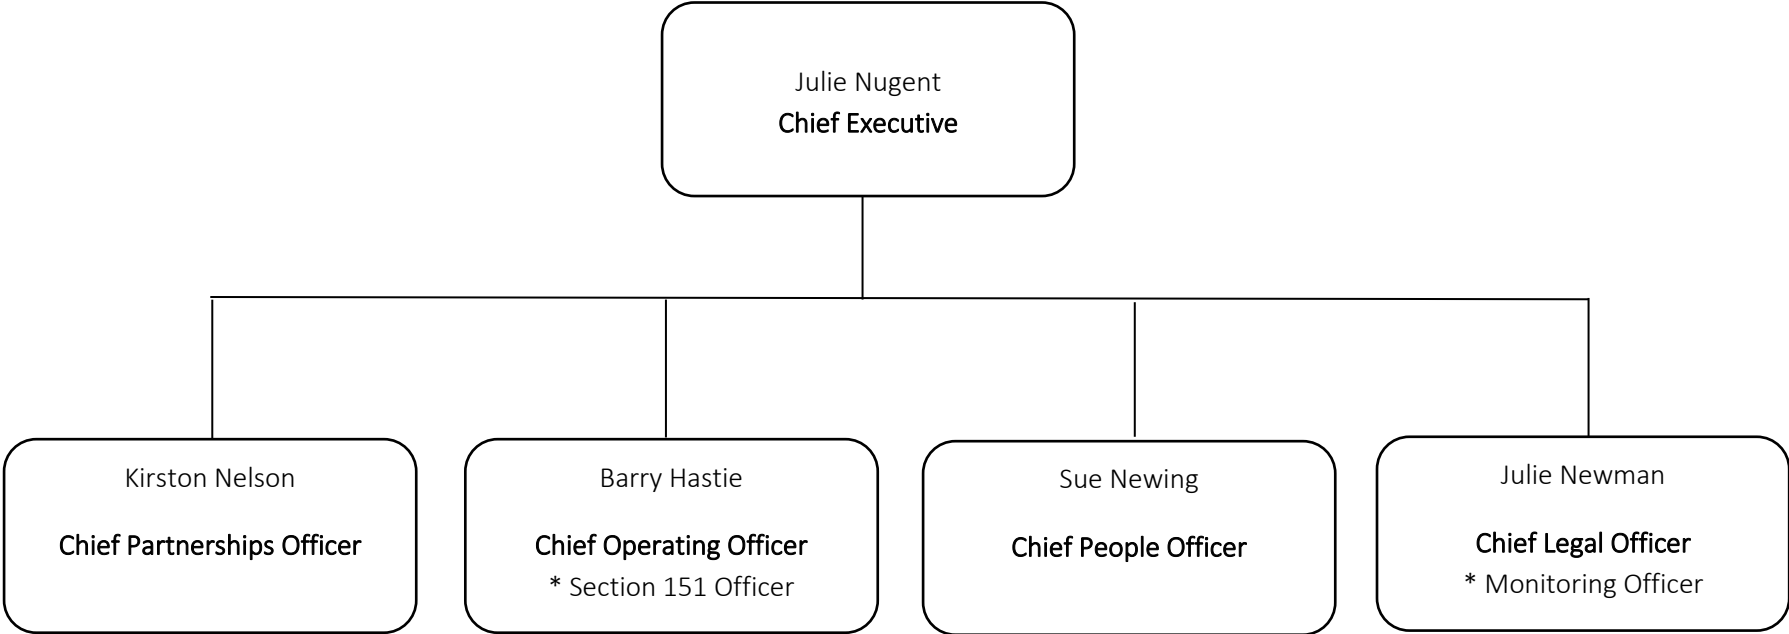 Julie Nugent
Chief Executive
Kirston Nelson
Chief Partnerships Officer
Barry Hastie
Chief Operating Officer
* Section 151 Officer
Sue Newing
Chief People Officer
Julie Newman
Chief Legal Officer
* Monitoring Officer